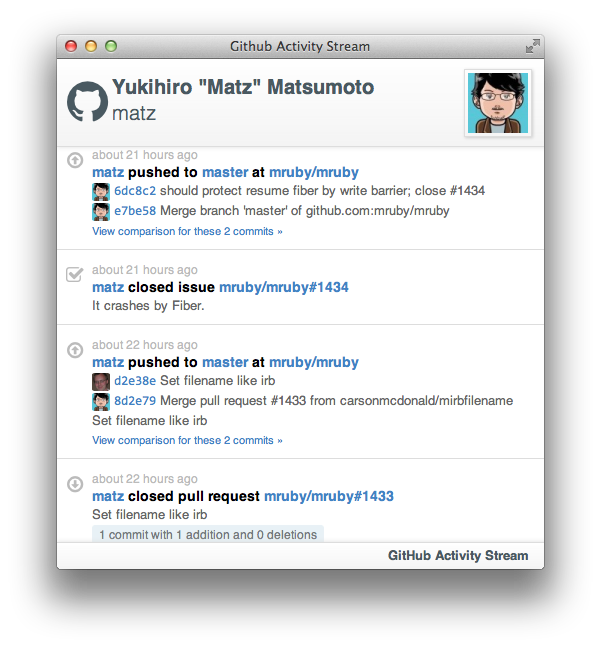 Github Activity Stream
Yukihiro "Matz" Matsumoto
matz
about 21 hours ago
matz pushed to master at mruby/mruby
6dc8c2 should protect resume fiber by write barrier; close #1434
e7be58 Merge branch 'master' of github.com:mruby/mruby
View comparison for these 2 commits »
about 21 hours ago
matz closed issue mruby/mruby#1434
It crashes by Fiber.
about 22 hours ago
matz pushed to master at mruby/mruby
d2e38e Set filename like irb
8d2e79 Merge pull request #1433 from carsonmcdonald/mirbfilename
Set filename like irb
View comparison for these 2 commits »
about 22 hours ago
matz closed pull request mruby/mruby#1433
Set filename like irb
1 commit with 1 addition and 0 deletions
GitHub Activity Stream